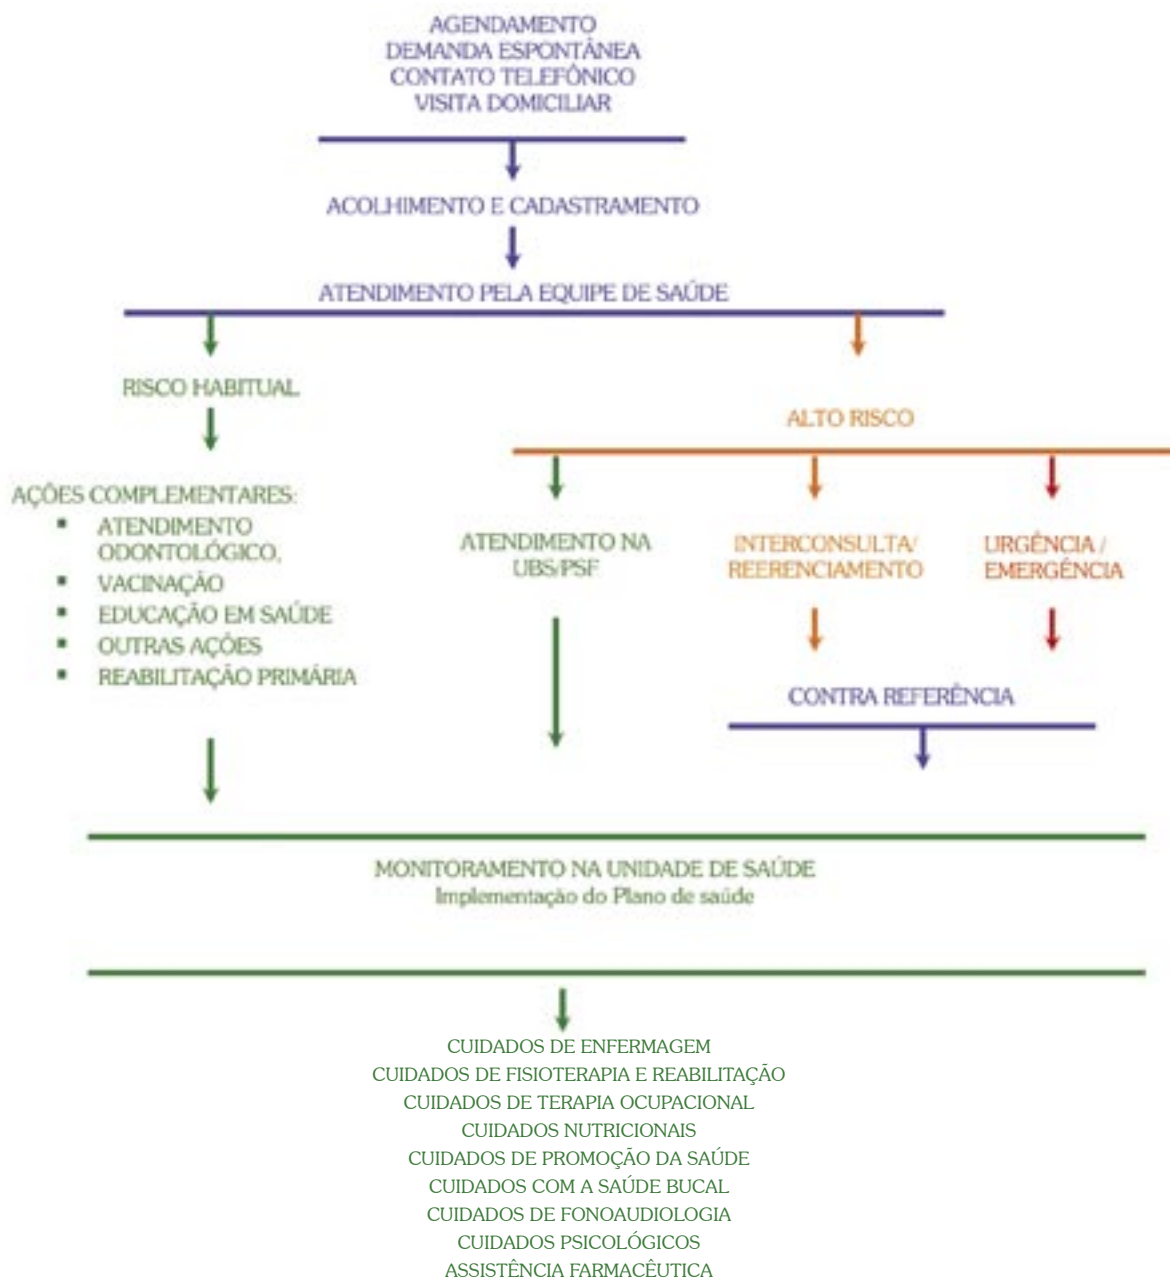 AGENDAMENTO
DEMANDA ESPONTÂNEA
CONTATO TELEFÔNICO
VISITA DOMICILIAR
ACOLHIMENTO E CADASTRAMENTO
ATENDIMENTO PELA EQUIPE DE SAÚDE
RISCO HABITUAL
ALTO RISCO
AÇÕES COMPLEMENTARES:
▪ ATENDIMENTO
ODONTOLÓGICO,
▪ VACINAÇÃO
▪ EDUCAÇÃO EM SAÚDE
▪ OUTRAS AÇÕES
▪ REABILITAÇÃO PRIMÁRIA
ATENDIMENTO NA
UBS/PSF
INTERCONSULTA/
REERENCIAMENTO
URGÊNCIA /
EMERGÊNCIA
CONTRA REFERÊNCIA
MONITORAMENTO NA UNIDADE DE SAÚDE
Implementação do Plano de saúde
CUIDADOS DE ENFERMAGEM
CUIDADOS DE FISIOTERAPIA E REABILITAÇÃO
CUIDADOS DE TERAPIA OCUPACIONAL
CUIDADOS NUTRICIONAIS
CUIDADOS DE PROMOÇÃO DA SAÚDE
CUIDADOS COM A SAÚDE BUCAL
CUIDADOS DE FONOAUDIOLOGIA
CUIDADOS PSICOLÓGICOS
ASSISTÊNCIA FARMACÊUTICA